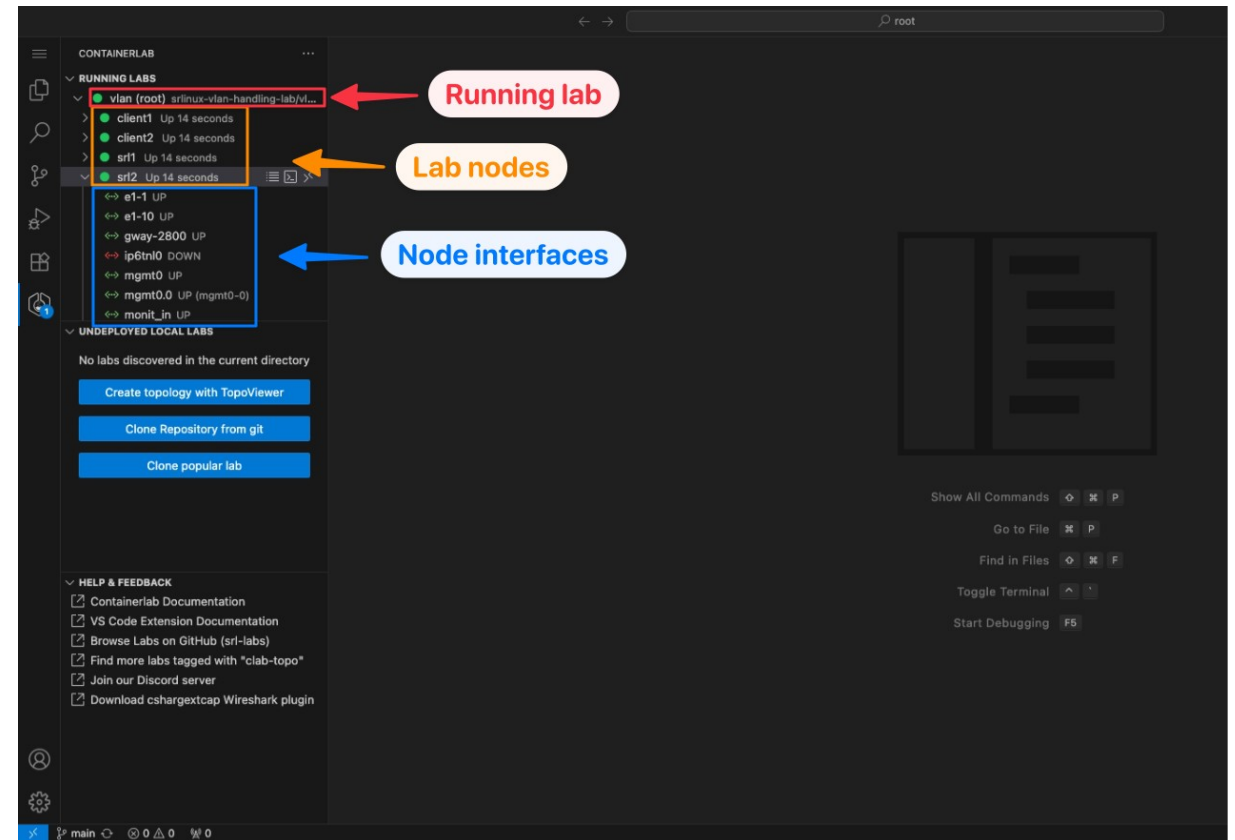 root
CONTAINERLAB
RUNNING LABS
vlan (root) srlinux-vlan-handling-lab/vl...
Running lab
client1 Up 14 seconds
client2 Up 14 seconds
srl1 Up 14 seconds
Lab nodes
srl2 Up 14 seconds
e1-1 UP
e1-10 UP
gway-2800 UP
Node interfaces
ip6tnl0 DOWN
mgmt0 UP
mgmt0.0 UP (mgmt0-0)
1
monit_in UP
UNDEPLOYED LOCAL LABS
No labs discovered in the current directory
Create topology with TopoViewer
Clone Repository from git
Clone popular lab
Show All Commands ⇧ ⌘ P
Go to File ⌘ P
Find in Files ⇧ ⌘ F
Toggle Terminal ^ `
Start Debugging F5
HELP & FEEDBACK
Containerlab Documentation
VS Code Extension Documentation
Browse Labs on GitHub (srl-labs)
Find more labs tagged with "clab-topo"
Join our Discord server
Download cshargextcap Wireshark plugin
main 0 0 0